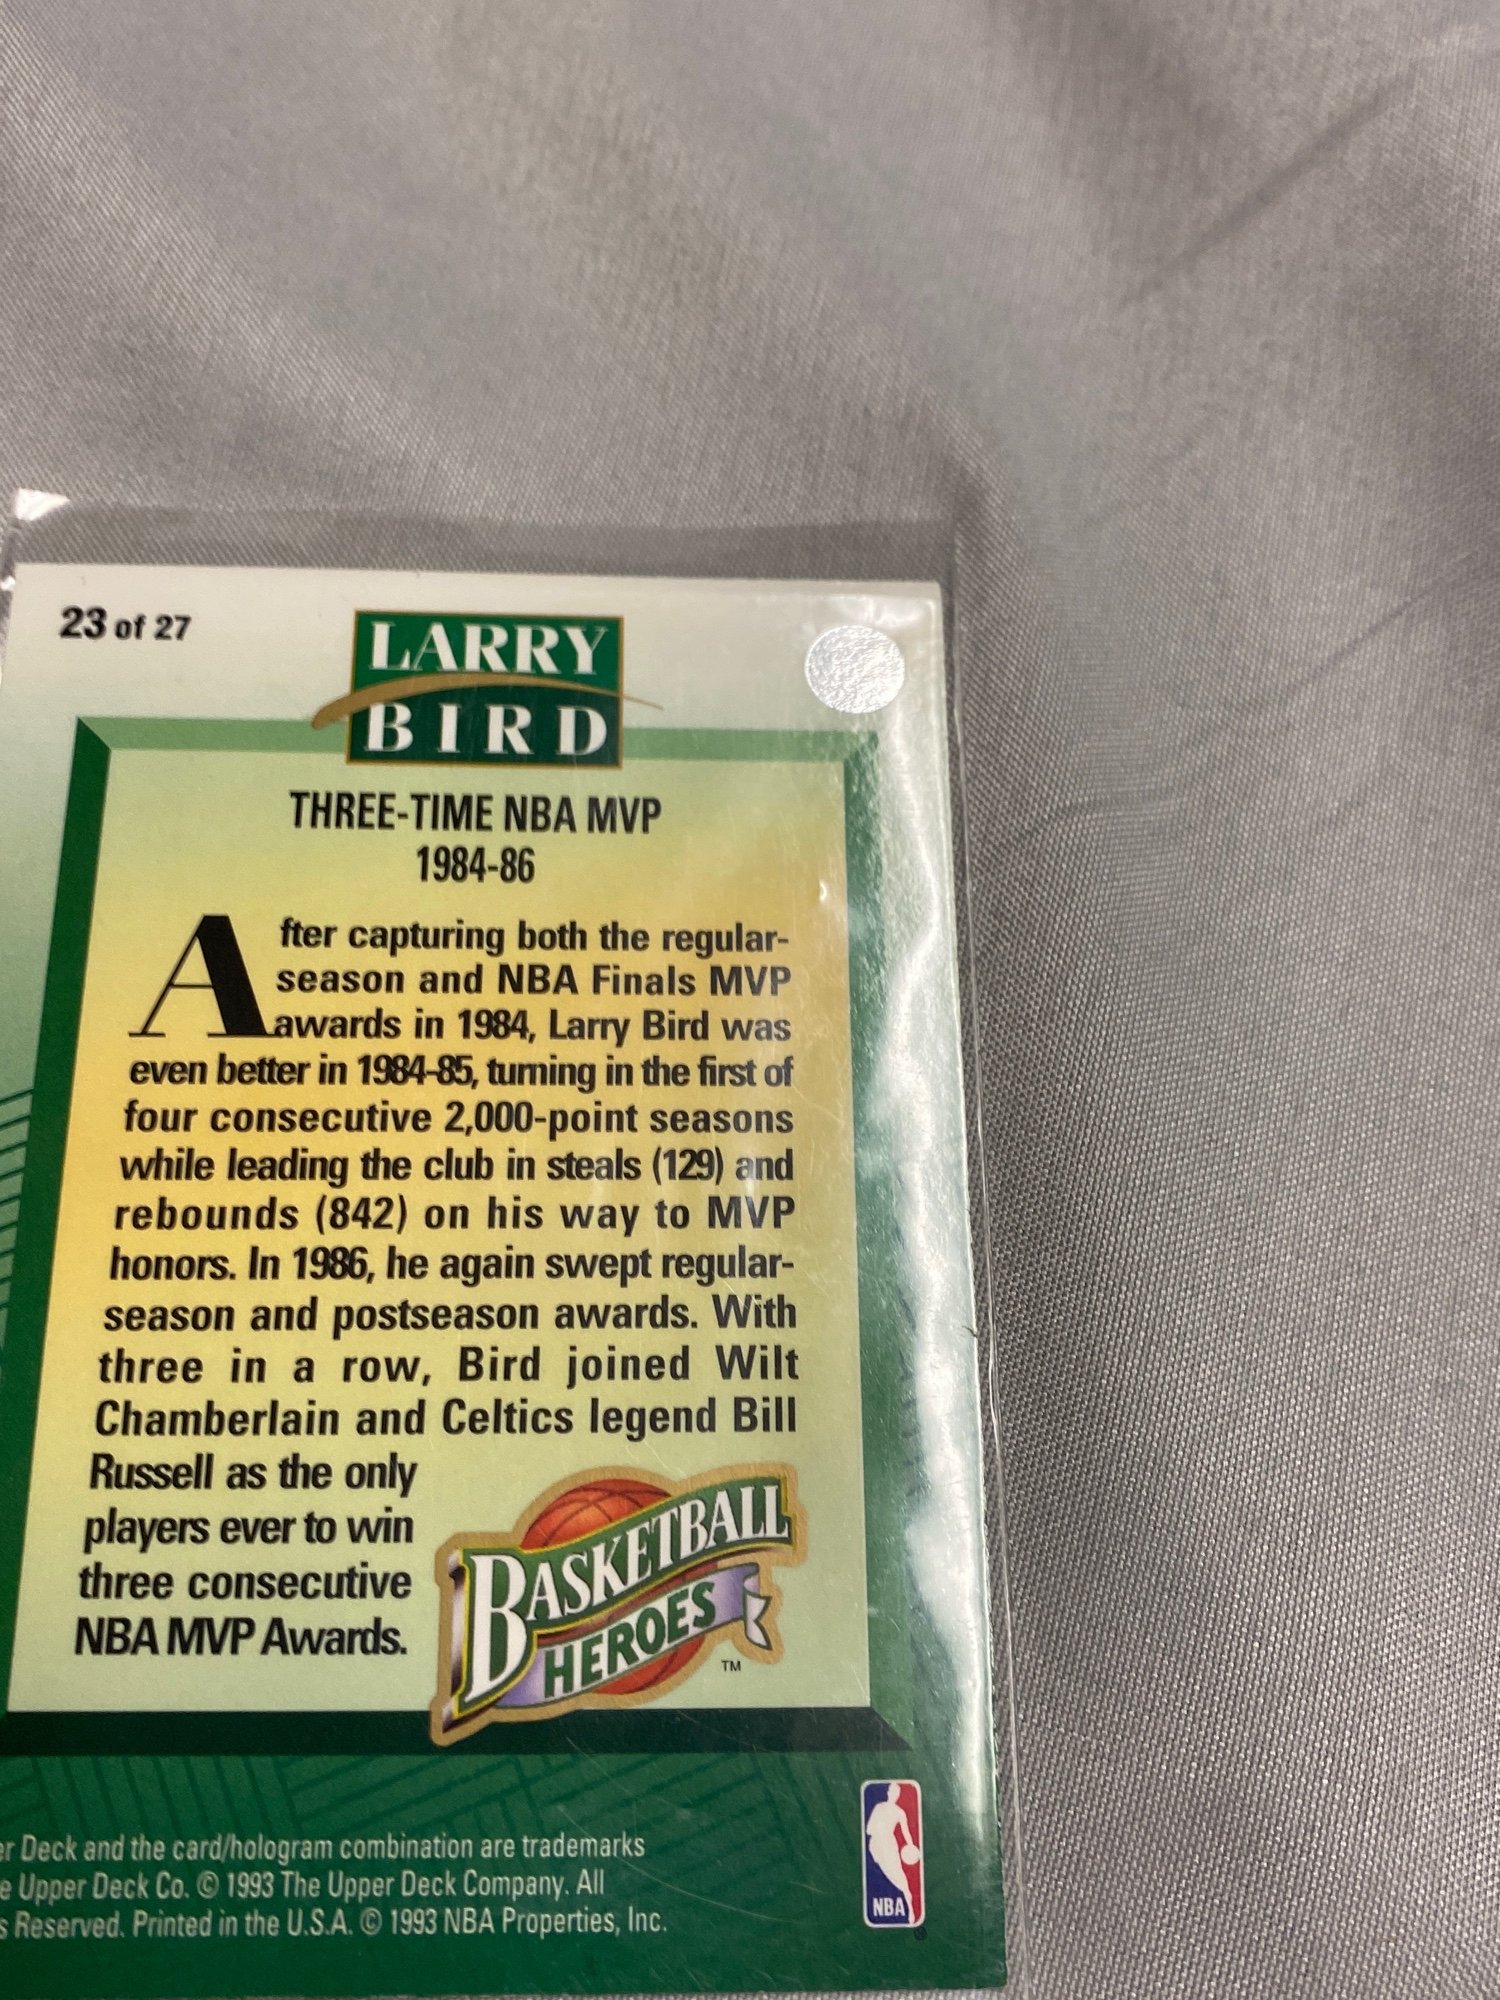 23 of 27
LARRY
BIRD
THREE-TIME NBA MVP
1984-86
After capturing both the regular-
season and NBA Finals MVP
awards in 1984, Larry Bird was
even better in 1984-85, turning in the first of
four consecutive 2,000-point seasons
while leading the club in steals (129) and
rebounds (842) on his way to MVP
honors. In 1986, he again swept regular-
season and postseason awards. With
three in a row, Bird joined Wilt
Chamberlain and Celtics legend Bill
Russell as the only
players ever to win
three consecutive
NBA MVP Awards.
BASKETBALL
HEROES
TM
Deck and the card/hologram combination are trademarks
Upper Deck Co. © 1993 The Upper Deck Company. All
Reserved. Printed in the U.S.A. © 1993 NBA Properties, Inc.
NBA